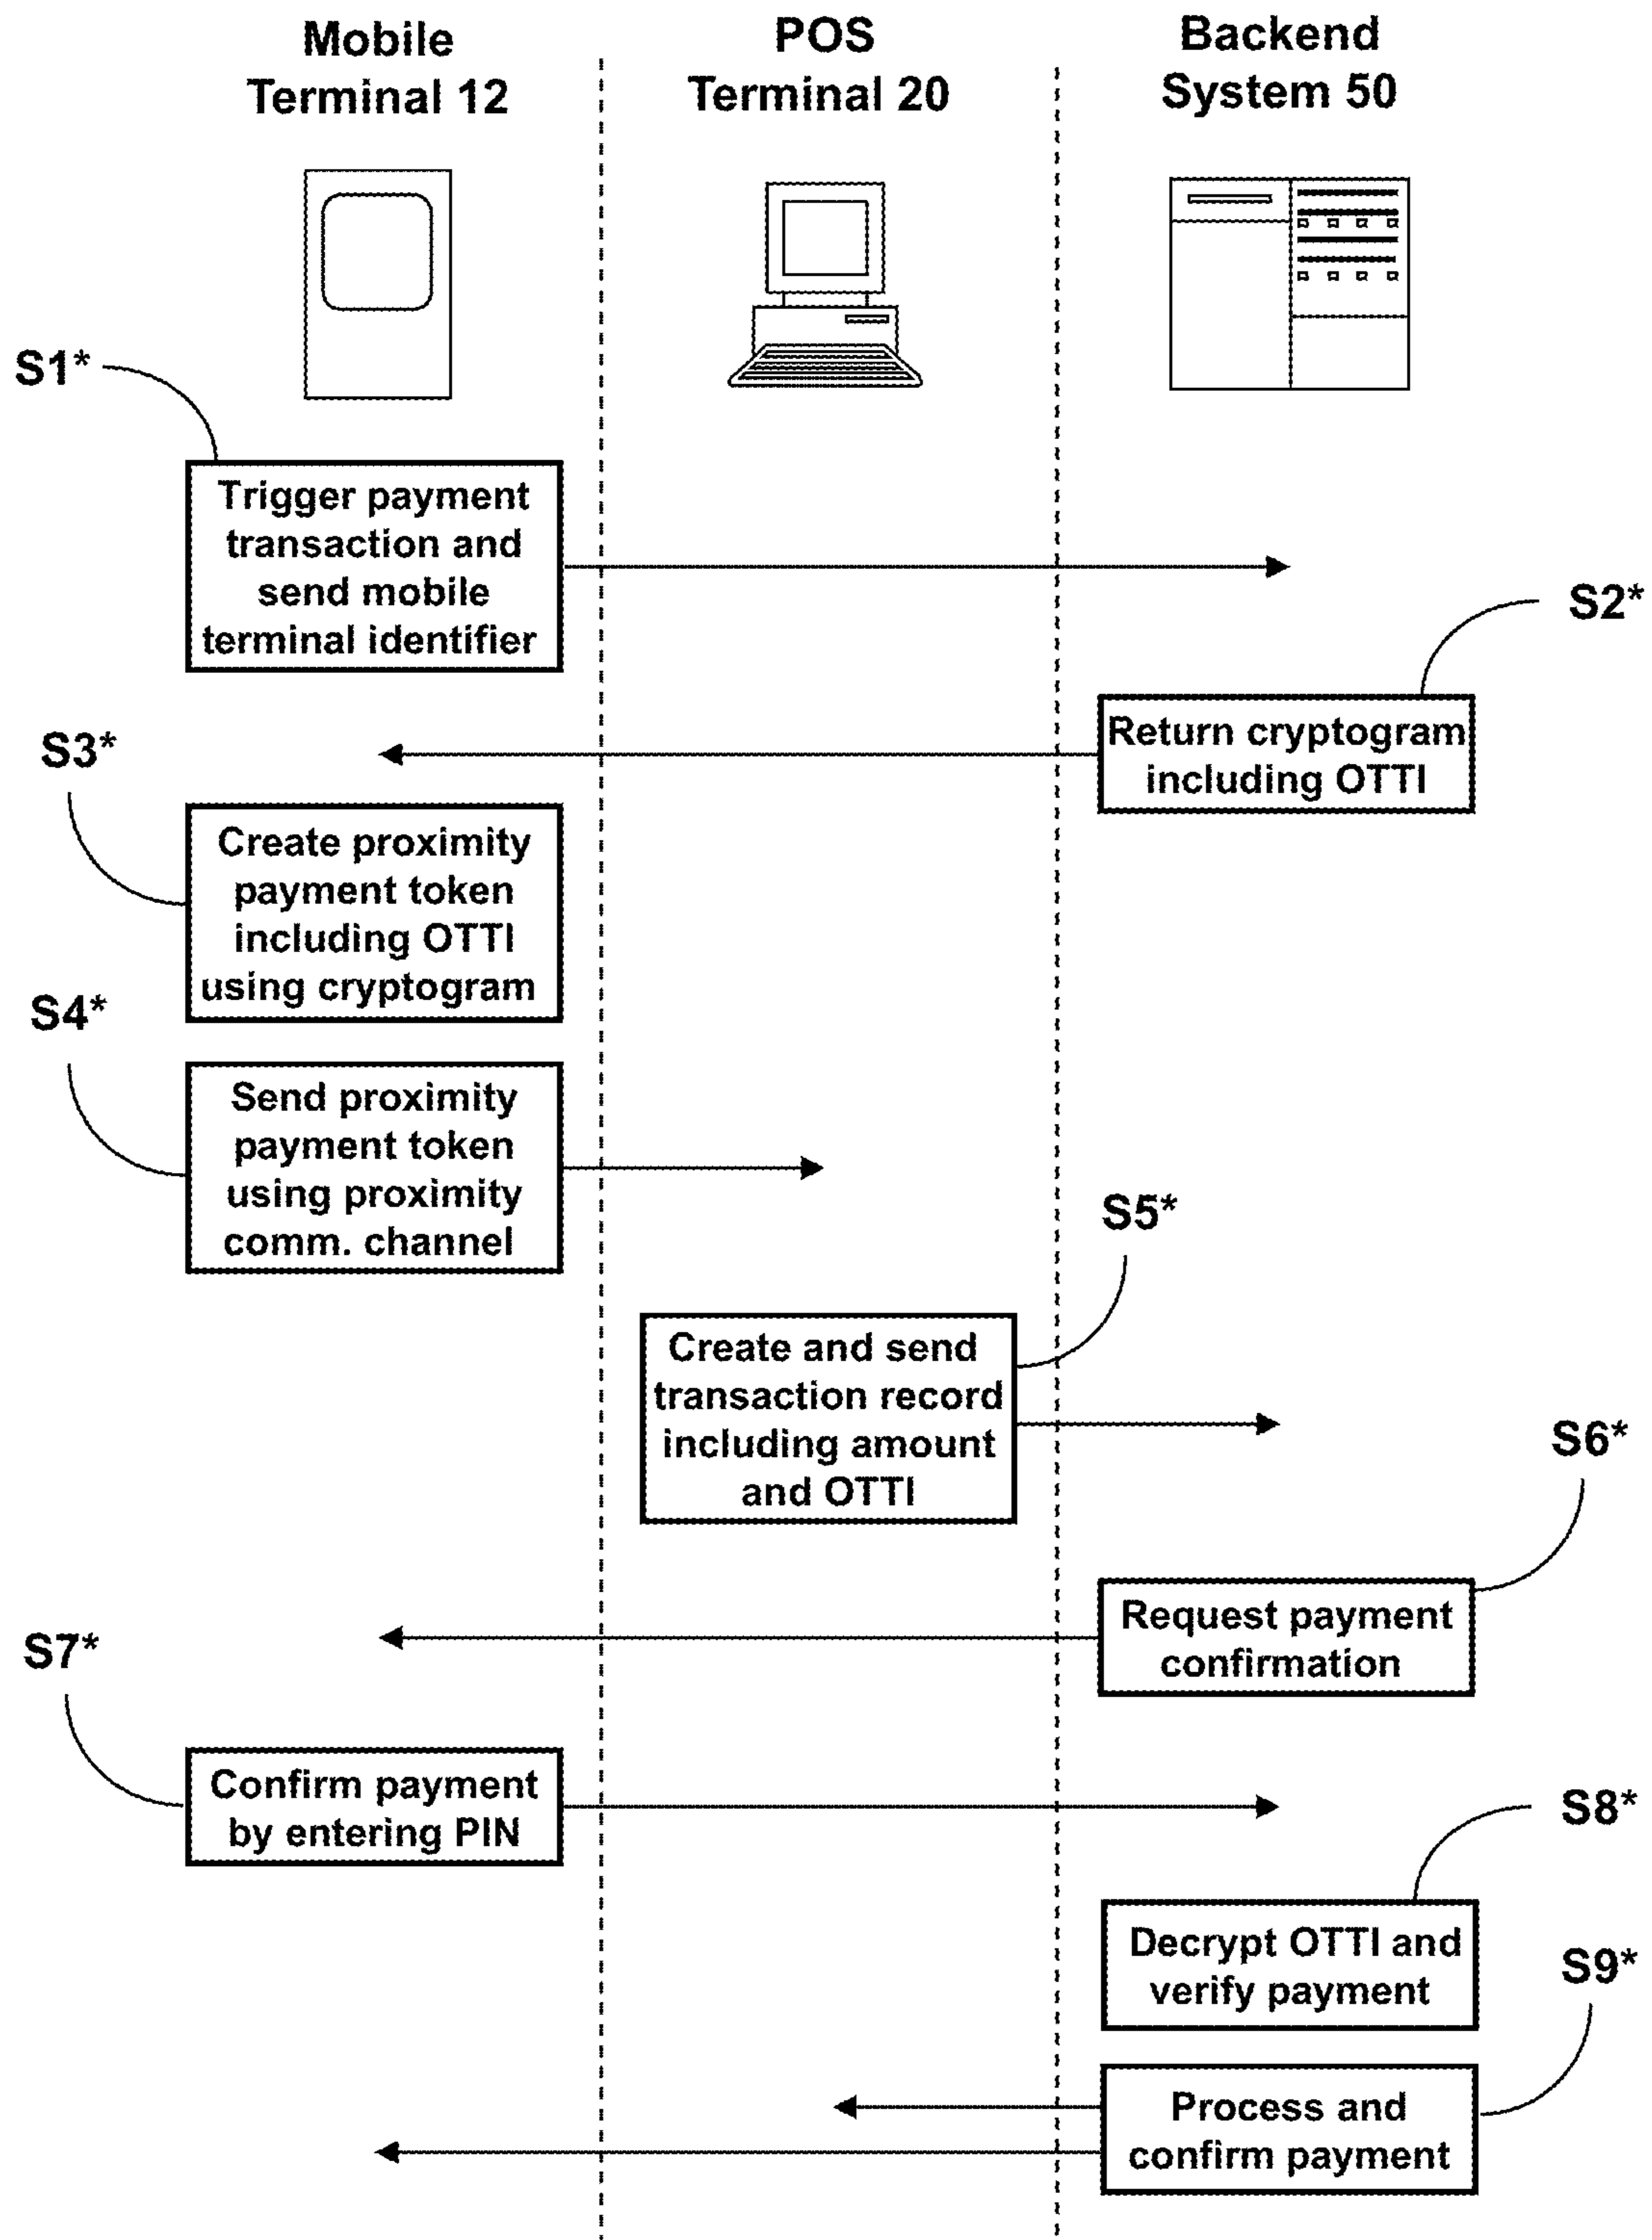 Mobile
Terminal 12
POS
Terminal 20
Backend
System 50
S1*
Trigger payment
transaction and
send mobile
terminal identifier
S2*
Return cryptogram
including OTTI
S3*
Create proximity
payment token
including OTTI
using cryptogram
S4*
Send proximity
payment token
using proximity
comm. channel
S5*
Create and send
transaction record
including amount
and OTTI
S6*
Request payment
confirmation
S7*
Confirm payment
by entering PIN
S8*
Decrypt OTTI and
verify payment
S9*
Process and
confirm payment